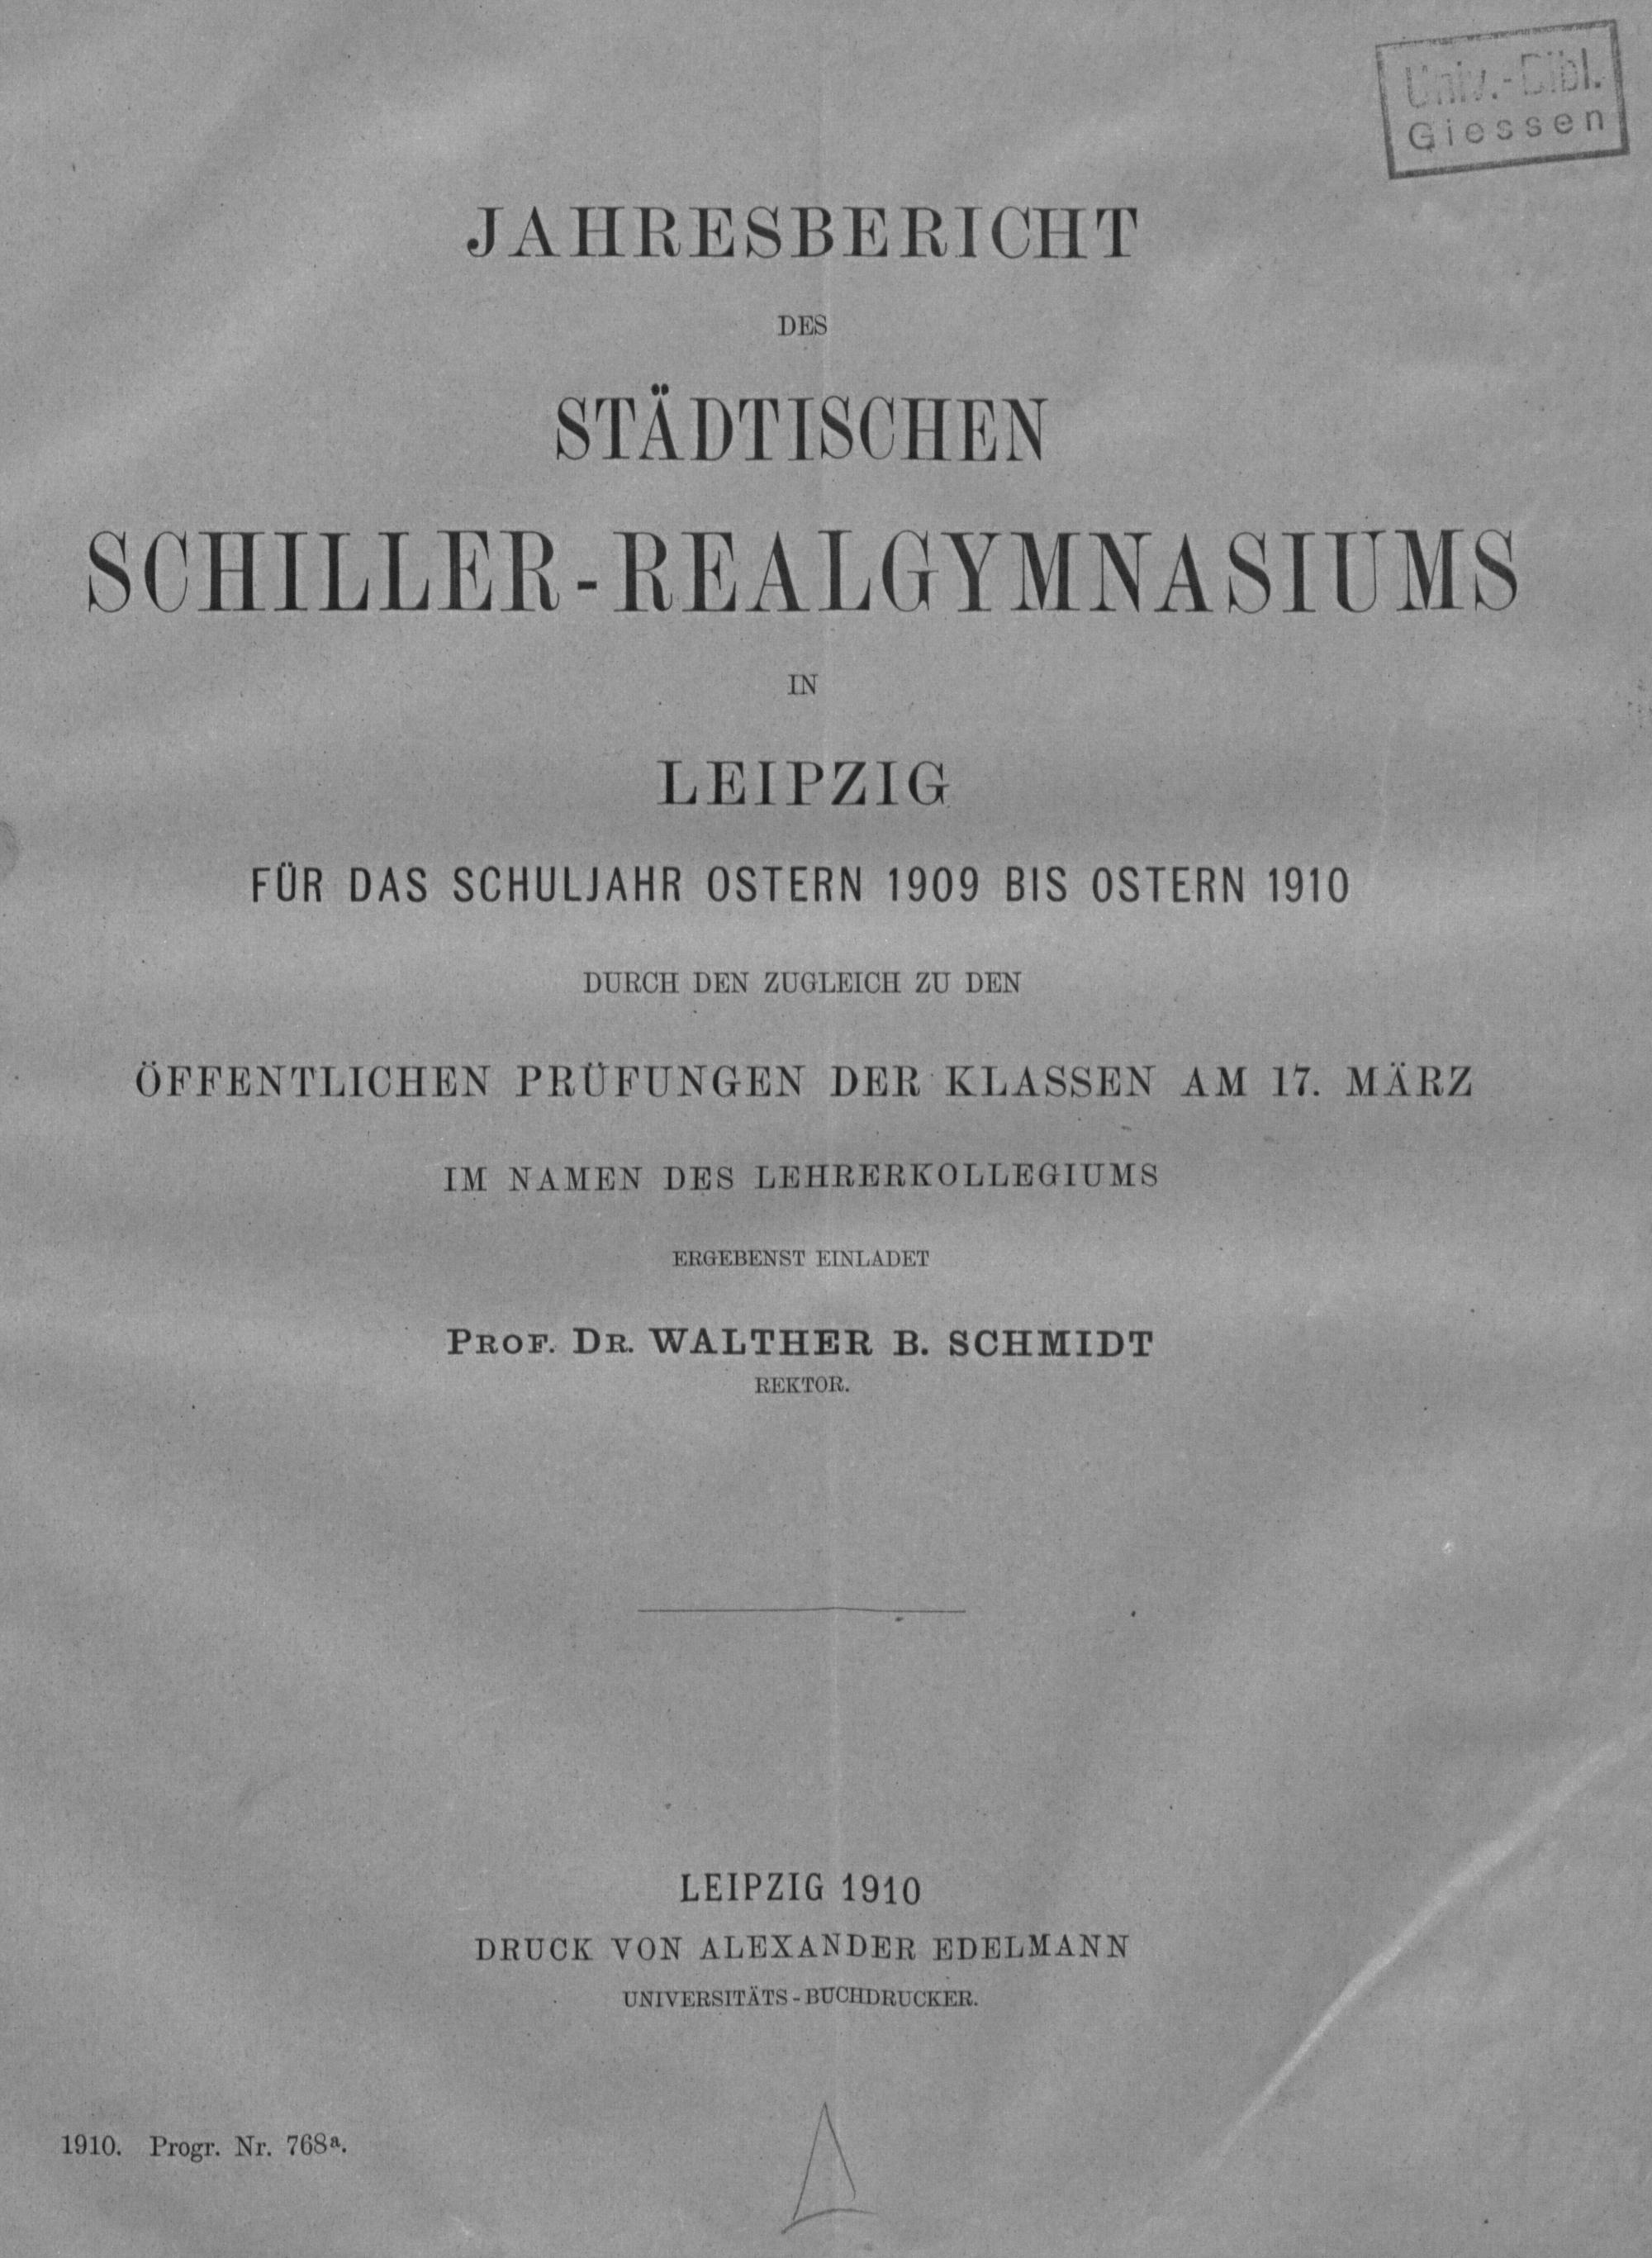 Univ.-Bibl.
Giessen
JAHRESBERICHT
DES
STÄDTISCHEN
SCHILLER-REALGYMNASIUMS
IN
LEIPZIG
FÜR DAS SCHULJAHR OSTERN 1909 BIS OSTERN 1910
DURCH DEN ZUGLEICH ZU DEN
ÖFFENTLICHEN PRÜFUNGEN DER KLASSEN AM 17. MÄRZ
IM NAMEN DES LEHRERKOLLEGIUMS
ERGEBENST EINLADET
PROF. DR. WALTHER B. SCHMIDT
REKTOR.
LEIPZIG 1910
DRUCK VON ALEXANDER EDELMANN
UNIVERSITÄTS-BUCHDRUCKER.
1910. Progr. Nr. 768ª.